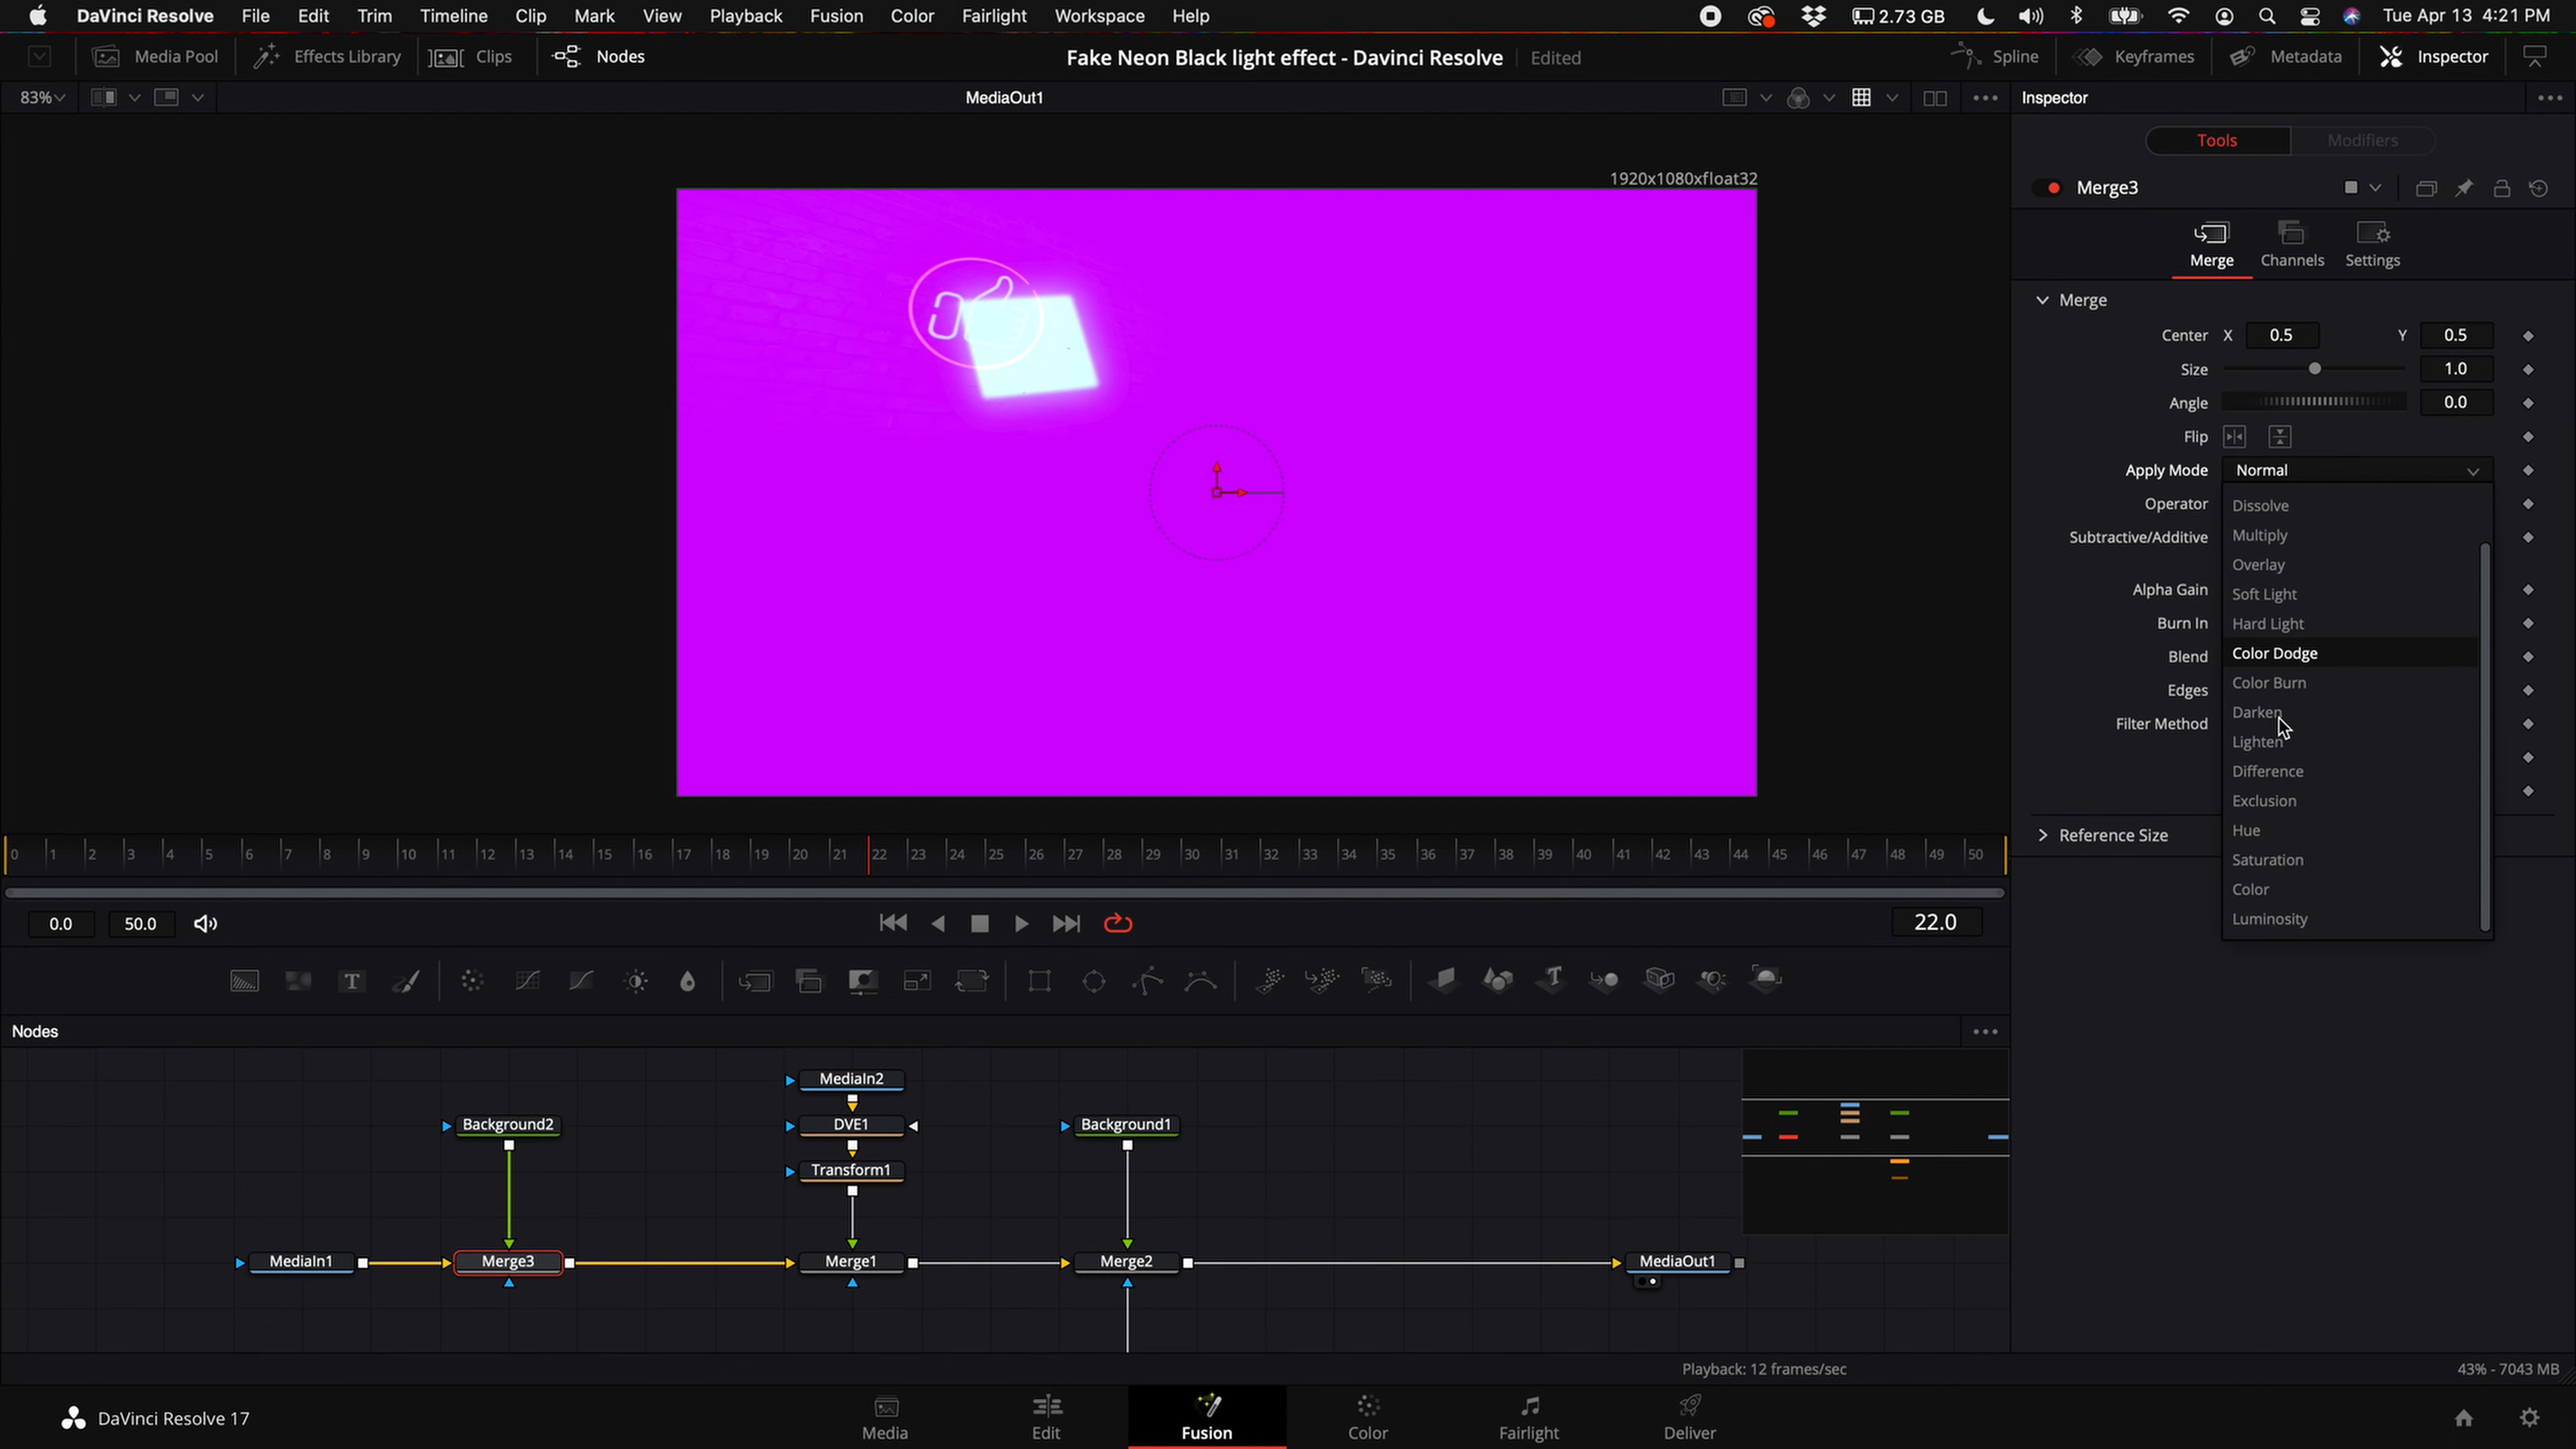 DaVinci Resolve File Edit Trim Timeline Clip Mark View Playback Fusion Color Fairlight Workspace Help 2.73 GB Tue Apr 13 4:21 PM
Media Pool Effects Library Clips Nodes Fake Neon Black light effect - Davinci Resolve Edited Spline Keyframes Metadata Inspector
83% MediaOut1 Inspector
Tools Modifiers
1920x1080xfloat32
Merge3
Merge Channels Settings
Merge
Center X 0.5 Y 0.5
Size 1.0
Angle 0.0
Flip
Apply Mode Normal
Operator Dissolve
Subtractive/Additive Multiply
Overlay
Alpha Gain Soft Light
Burn In Hard Light
Blend Color Dodge
Edges Color Burn
Filter Method Darken
Lighten
Difference
Exclusion
Reference Size Hue
Saturation
Color
Luminosity
0 1 2 3 4 5 6 7 8 9 10 11 12 13 14 15 16 17 18 19 20 21 22 23 24 25 26 27 28 29 30 31 32 33 34 35 36 37 38 39 40 41 42 43 44 45 46 47 48 49 50
0.0 50.0 22.0
T T
Nodes
MediaIn2
Background2 DVE1 Background1
Transform1
MediaIn1 Merge3 Merge1 Merge2 MediaOut1
Playback: 12 frames/sec 43% - 7043 MB
DaVinci Resolve 17 Media Edit Fusion Color Fairlight Deliver